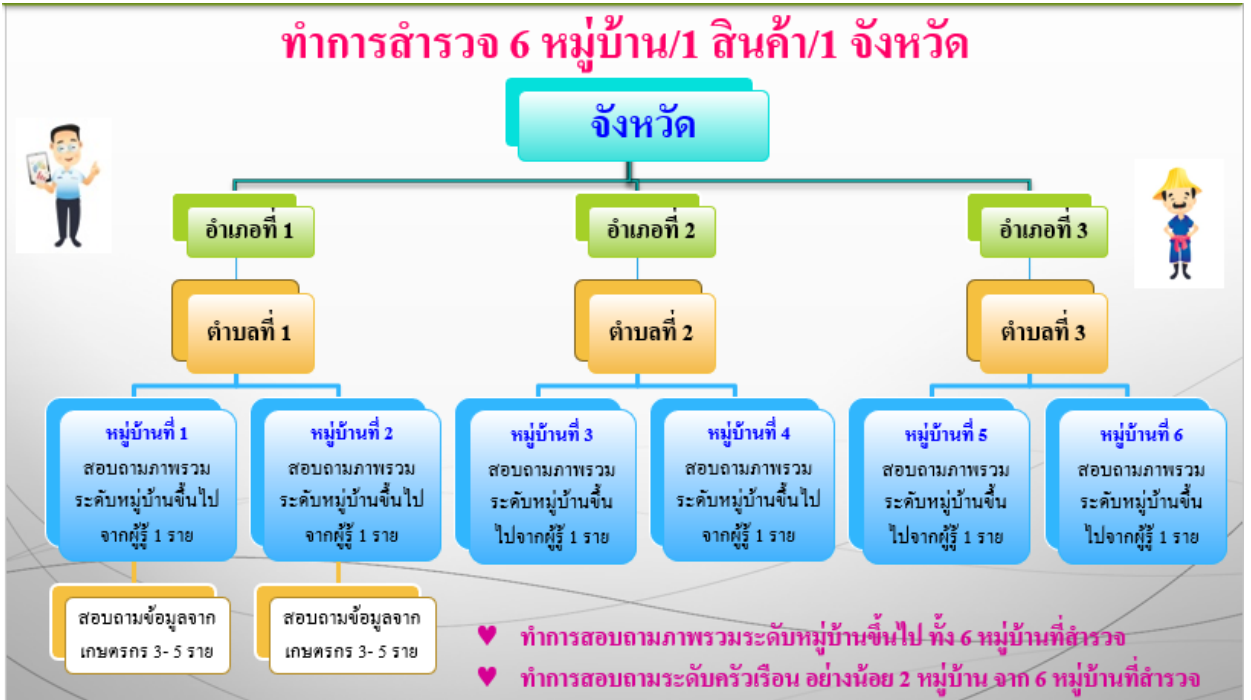 ทำการสำรวจ 6 หมู่บ้าน/1 สินค้า/1 จังหวัด
จังหวัด
อำเภอที่ 1
อำเภอที่ 2
อำเภอที่ 3
ตำบลที่ 1
ตำบลที่ 2
ตำบลที่ 3
หมู่บ้านที่ 1
สอบถามภาพรวม
ระดับหมู่บ้านขึ้นไป
จากผู้รู้ 1 ราย
หมู่บ้านที่ 2
สอบถามภาพรวม
ระดับหมู่บ้านขึ้นไป
จากผู้รู้ 1 ราย
หมู่บ้านที่ 3
สอบถามภาพรวม
ระดับหมู่บ้านขึ้น
ไปจากผู้รู้ 1 ราย
หมู่บ้านที่ 4
สอบถามภาพรวม
ระดับหมู่บ้านขึ้นไป
จากผู้รู้ 1 ราย
หมู่บ้านที่ 5
สอบถามภาพรวม
ระดับหมู่บ้านขึ้น
ไปจากผู้รู้ 1 ราย
หมู่บ้านที่ 6
สอบถามภาพรวม
ระดับหมู่บ้านขึ้น
ไปจากผู้รู้ 1 ราย
สอบถามข้อมูลจาก
เกษตรกร 3- 5 ราย
สอบถามข้อมูลจาก
เกษตรกร 3- 5 ราย
♥ ทำการสอบถามภาพรวมระดับหมู่บ้านขึ้นไป ทั้ง 6 หมู่บ้านที่สำรวจ
♥ ทำการสอบถามระดับครัวเรือน อย่างน้อย 2 หมู่บ้าน จาก 6 หมู่บ้านที่สำรวจ